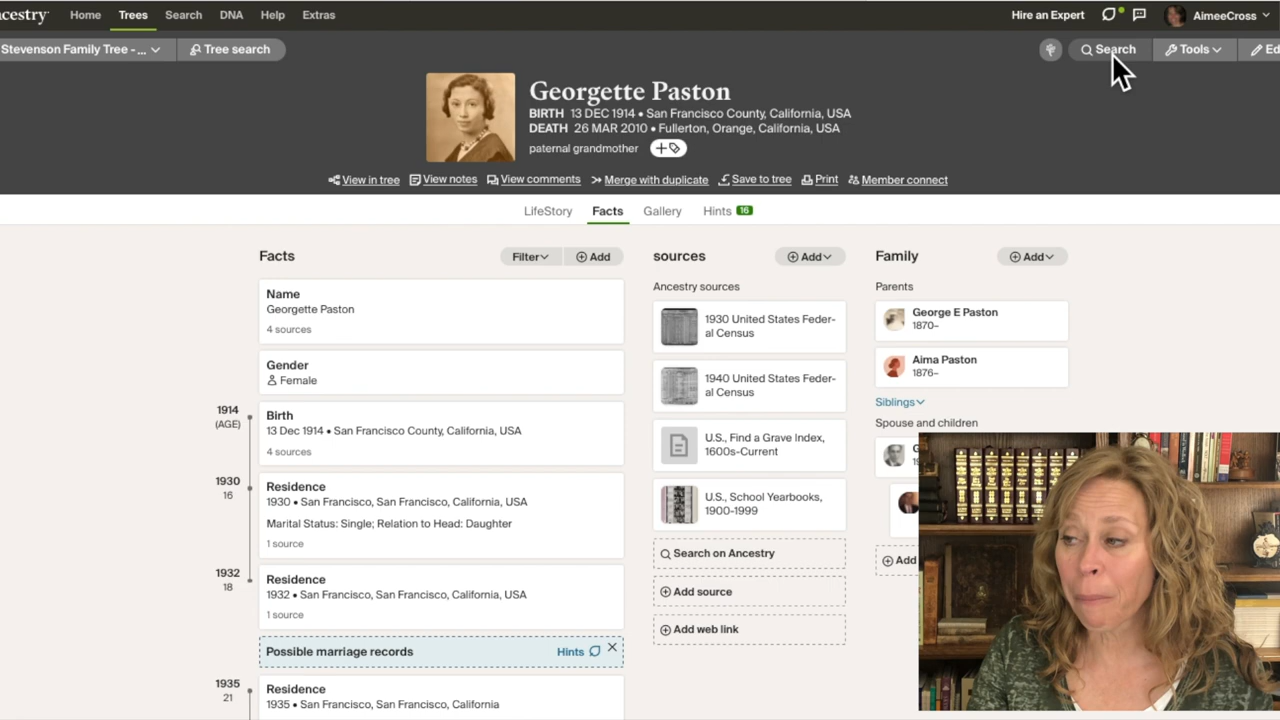 ncestry
Home Trees Search DNA Help Extras
Hire an Expert AimeeCross
Stevenson Family Tree - ... Tree search Search Tools Ed
Georgette Paston
BIRTH 13 DEC 1914 • San Francisco County, California, USA
DEATH 26 MAR 2010 • Fullerton, Orange, California, USA
paternal grandmother
View in tree View notes View comments Merge with duplicate Save to tree Print Member connect
LifeStory Facts Gallery Hints 16
Facts Filter Add
Name
Georgette Paston
4 sources
Gender
Female
1914
(AGE)
Birth
13 Dec 1914 • San Francisco County, California, USA
4 sources
1930
16
Residence
1930 • San Francisco, San Francisco, California, USA
Marital Status: Single; Relation to Head: Daughter
1 source
1932
18
Residence
1932 • San Francisco, San Francisco, California, USA
1 source
Possible marriage records Hints
1935
21
Residence
1935 • San Francisco, San Francisco, California
sources Add
Ancestry sources
1930 United States Feder-
al Census
1940 United States Feder-
al Census
U.S., Find a Grave Index,
1600s-Current
U.S., School Yearbooks,
1900-1999
Search on Ancestry
Add source
Add web link
Family Add
Parents
George E Paston
1870–
Aima Paston
1876–
Siblings
Spouse and children
G
Add